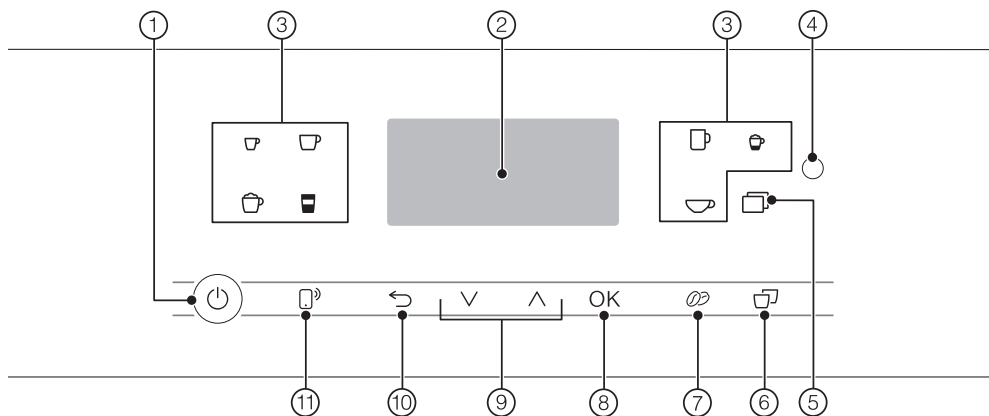 ① ③ ② ③ ④
OK
⑪ ⑩ ⑨ ⑧ ⑦ ⑥ ⑤